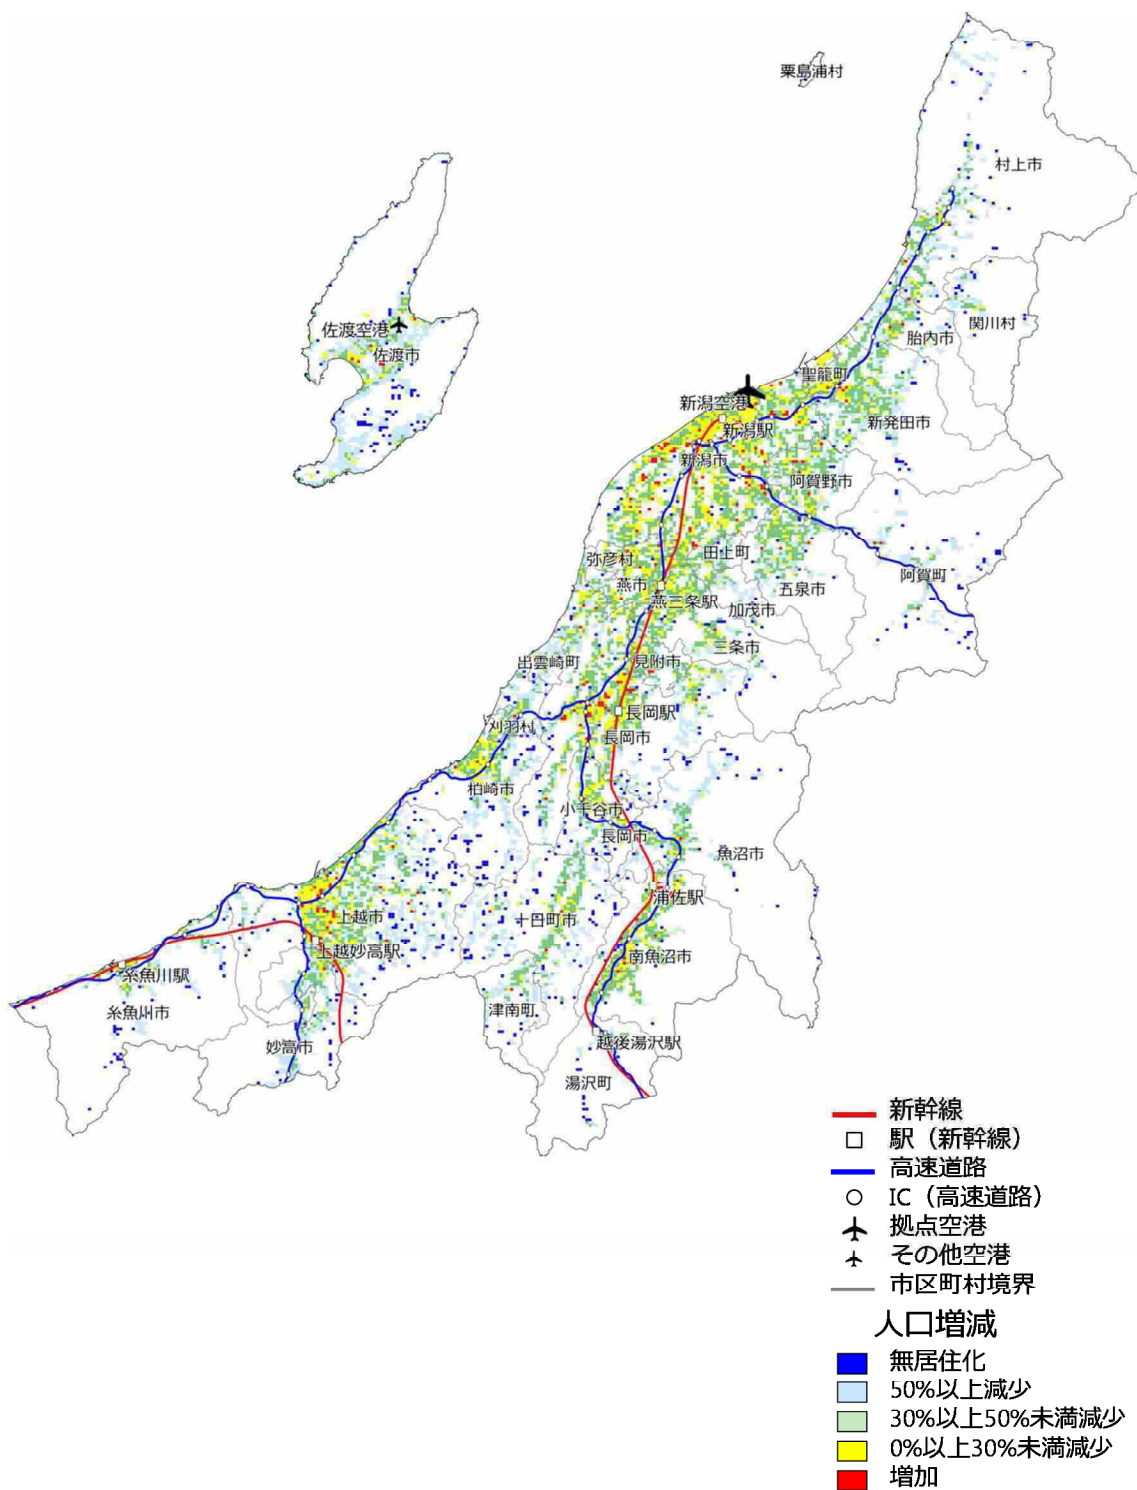 粟島浦村
村上市
関川村
佐渡空港
佐渡市
胎内市
聖籠町
新潟空港
新発田市
新潟駅
新潟市
阿賀野市
田上町
弥彦村
阿賀町
燕市
五泉市
燕三条駅
加茂市
三条市
出雲崎町
見附市
長岡駅
刈羽村
長岡市
柏崎市
小千谷市
長岡市
魚沼市
浦佐駅
上越市
十日町市
上越妙高駅
南魚沼市
糸魚川駅
糸魚川市
津南町
妙高市
越後湯沢駅
湯沢町
新幹線
駅（新幹線）
高速道路
IC（高速道路）
拠点空港
その他空港
市区町村境界
人口増減
無居住化
50%以上減少
30%以上50%未満減少
0%以上30%未満減少
増加